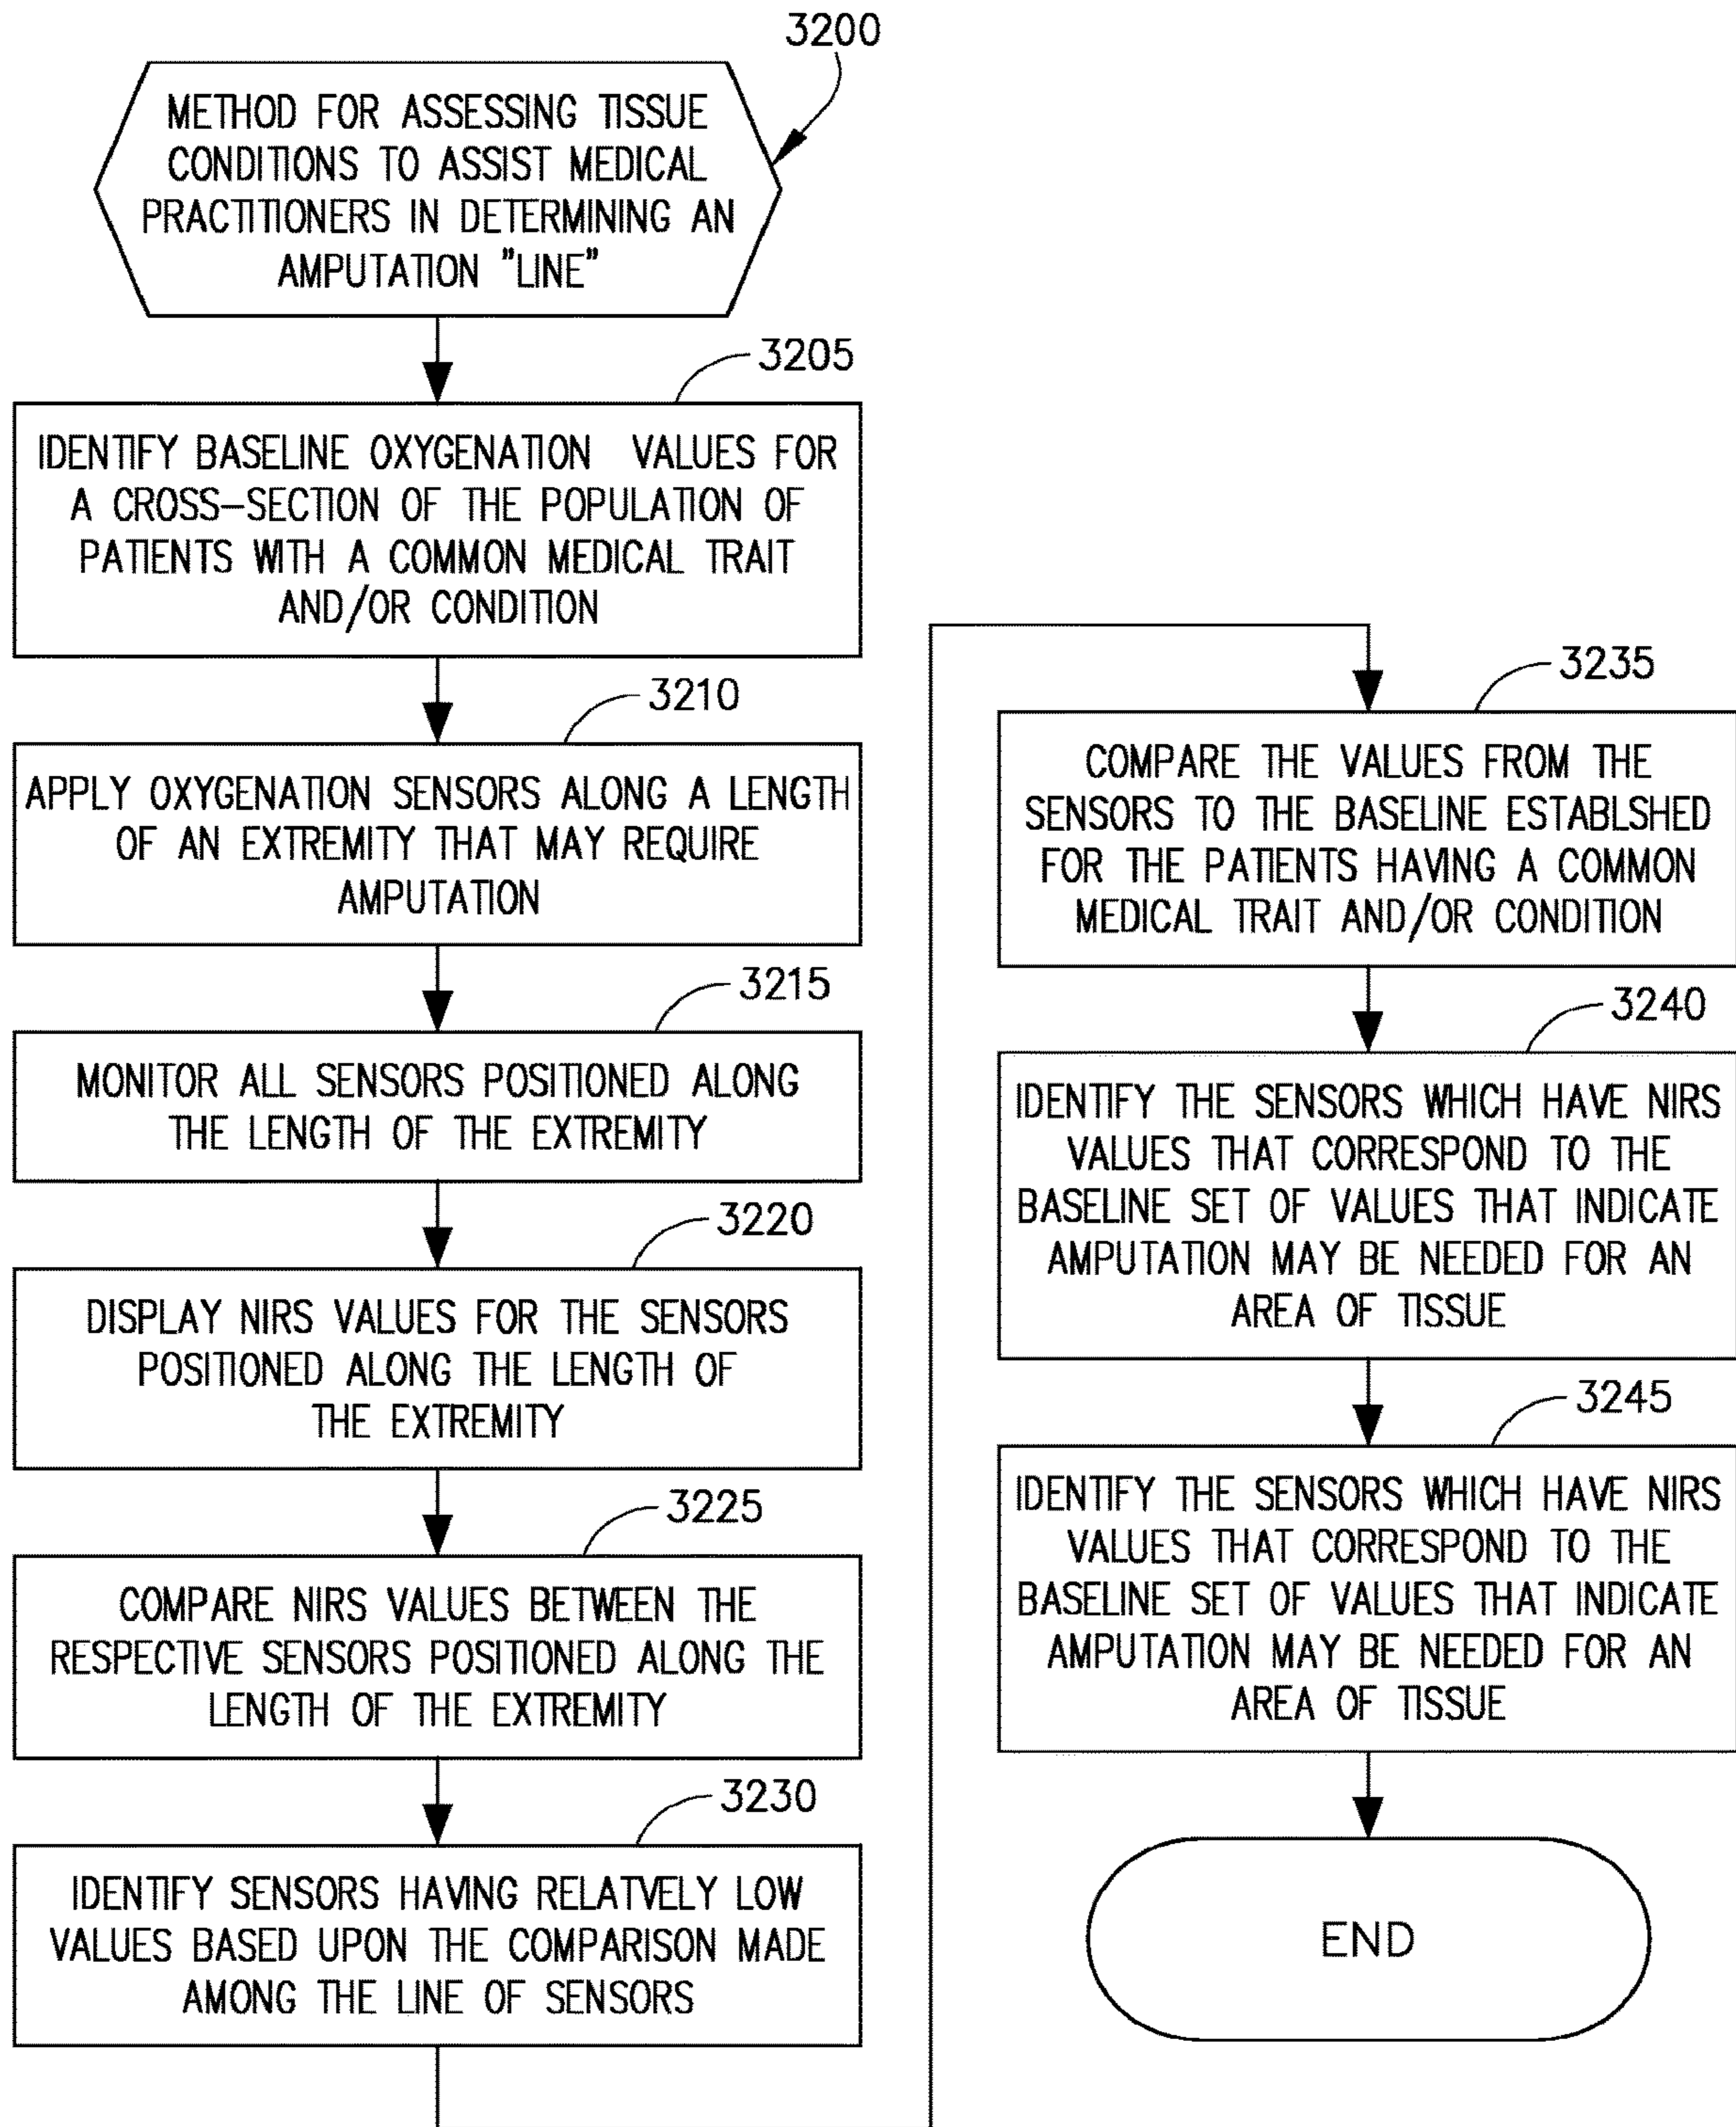 3200
METHOD FOR ASSESSING TISSUE
CONDITIONS TO ASSIST MEDICAL
PRACTITIONERS IN DETERMINING AN
AMPUTATION "LINE"
3205
IDENTIFY BASELINE OXYGENATION VALUES FOR
A CROSS-SECTION OF THE POPULATION OF
PATIENTS WITH A COMMON MEDICAL TRAIT
AND/OR CONDITION
3210
APPLY OXYGENATION SENSORS ALONG A LENGTH
OF AN EXTREMITY THAT MAY REQUIRE
AMPUTATION
3215
MONITOR ALL SENSORS POSITIONED ALONG
THE LENGTH OF THE EXTREMITY
3220
DISPLAY NIRS VALUES FOR THE SENSORS
POSITIONED ALONG THE LENGTH OF
THE EXTREMITY
3225
COMPARE NIRS VALUES BETWEEN THE
RESPECTIVE SENSORS POSITIONED ALONG THE
LENGTH OF THE EXTREMITY
3230
IDENTIFY SENSORS HAVING RELATVELY LOW
VALUES BASED UPON THE COMPARISON MADE
AMONG THE LINE OF SENSORS
3235
COMPARE THE VALUES FROM THE
SENSORS TO THE BASELINE ESTABLSHED
FOR THE PATIENTS HAVING A COMMON
MEDICAL TRAIT AND/OR CONDITION
3240
IDENTIFY THE SENSORS WHICH HAVE NIRS
VALUES THAT CORRESPOND TO THE
BASELINE SET OF VALUES THAT INDICATE
AMPUTATION MAY BE NEEDED FOR AN
AREA OF TISSUE
3245
IDENTIFY THE SENSORS WHICH HAVE NIRS
VALUES THAT CORRESPOND TO THE
BASELINE SET OF VALUES THAT INDICATE
AMPUTATION MAY BE NEEDED FOR AN
AREA OF TISSUE
END